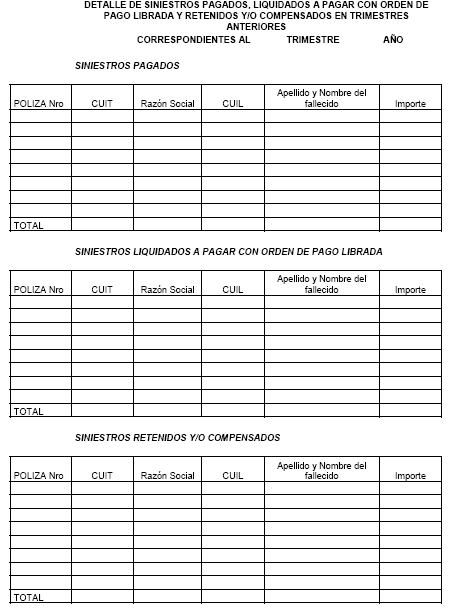 DETALLE DE SINIESTROS PAGADOS, LIQUIDADOS A PAGAR CON ORDEN DE
PAGO LIBRADA Y RETENIDOS Y/O COMPENSADOS EN TRIMESTRES
ANTERIORES
CORRESPONDIENTES AL TRIMESTRE AÑO
SINIESTROS PAGADOS
POLIZA Nro CUIT Razón Social CUIL Apellido y Nombre del fallecido Importe
TOTAL
SINIESTROS LIQUIDADOS A PAGAR CON ORDEN DE PAGO LIBRADA
POLIZA Nro CUIT Razón Social CUIL Apellido y Nombre del fallecido Importe
TOTAL
SINIESTROS RETENIDOS Y/O COMPENSADOS
POLIZA Nro CUIT Razón Social CUIL Apellido y Nombre del fallecido Importe
TOTAL